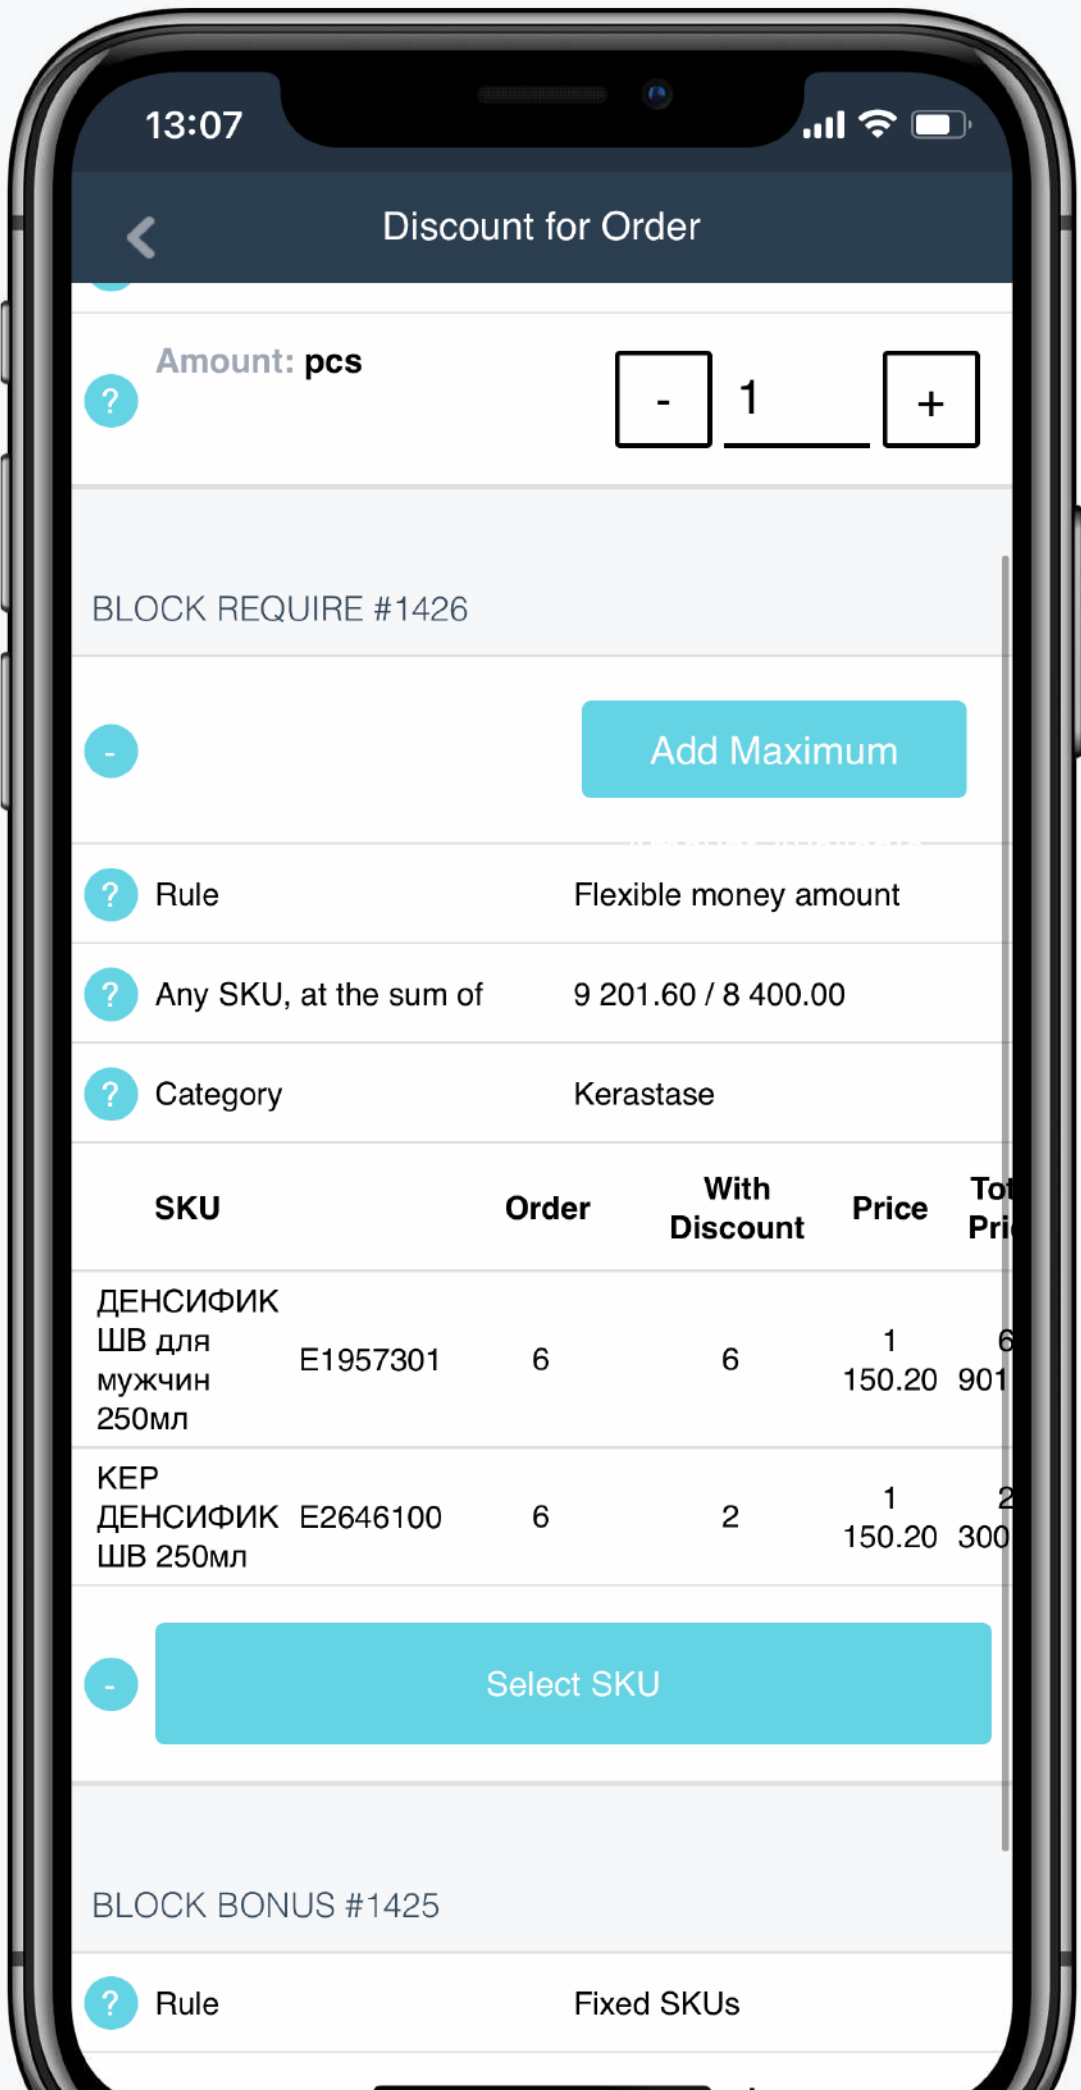 13:07
Discount for Order
Amount: pcs
?
-
1
+
BLOCK REQUIRE #1426
-
Add Maximum
? Rule Flexible money amount
? Any SKU, at the sum of 9 201.60 / 8 400.00
? Category Kerastase
SKU Order With Discount Price
ДЕНСИФИК
ШВ для
мужчин
250мл
E1957301
6
6
1
150.20
6
901
КЕР
ДЕНСИФИК
ШВ 250мл
E2646100
6
2
1
150.20
2
300
-
Select SKU
BLOCK BONUS #1425
? Rule Fixed SKUs